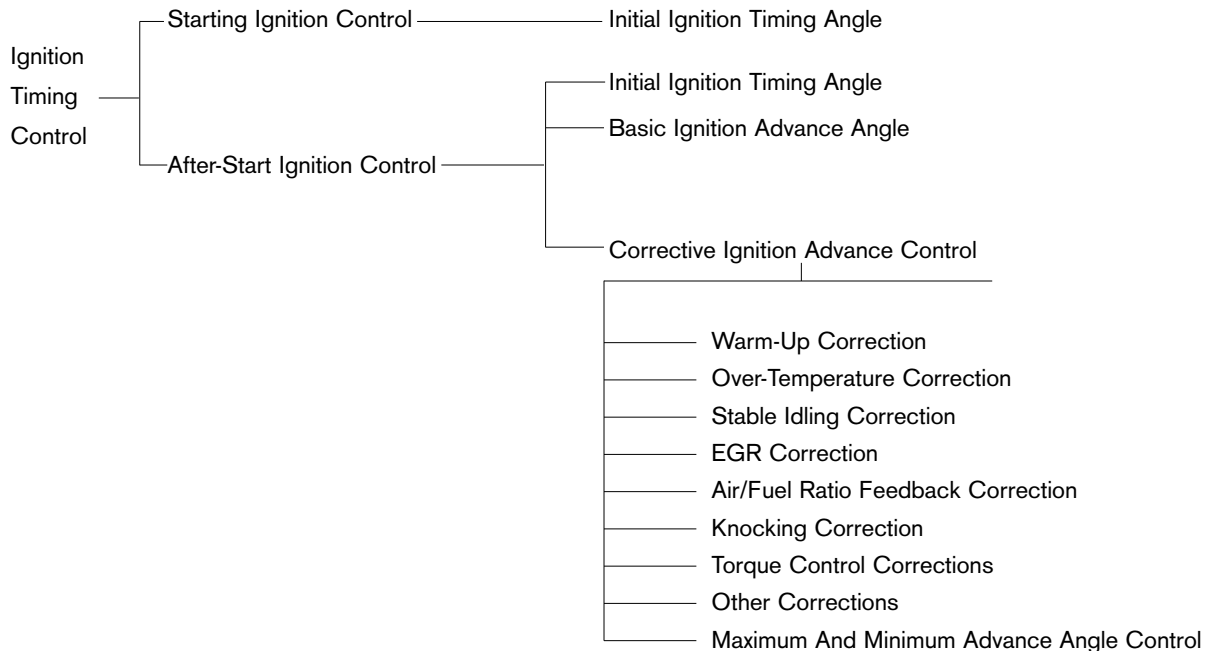 Ignition
Timing
Control
Starting Ignition Control
Initial Ignition Timing Angle
After-Start Ignition Control
Initial Ignition Timing Angle
Basic Ignition Advance Angle
Corrective Ignition Advance Control
Warm-Up Correction
Over-Temperature Correction
Stable Idling Correction
EGR Correction
Air/Fuel Ratio Feedback Correction
Knocking Correction
Torque Control Corrections
Other Corrections
Maximum And Minimum Advance Angle Control